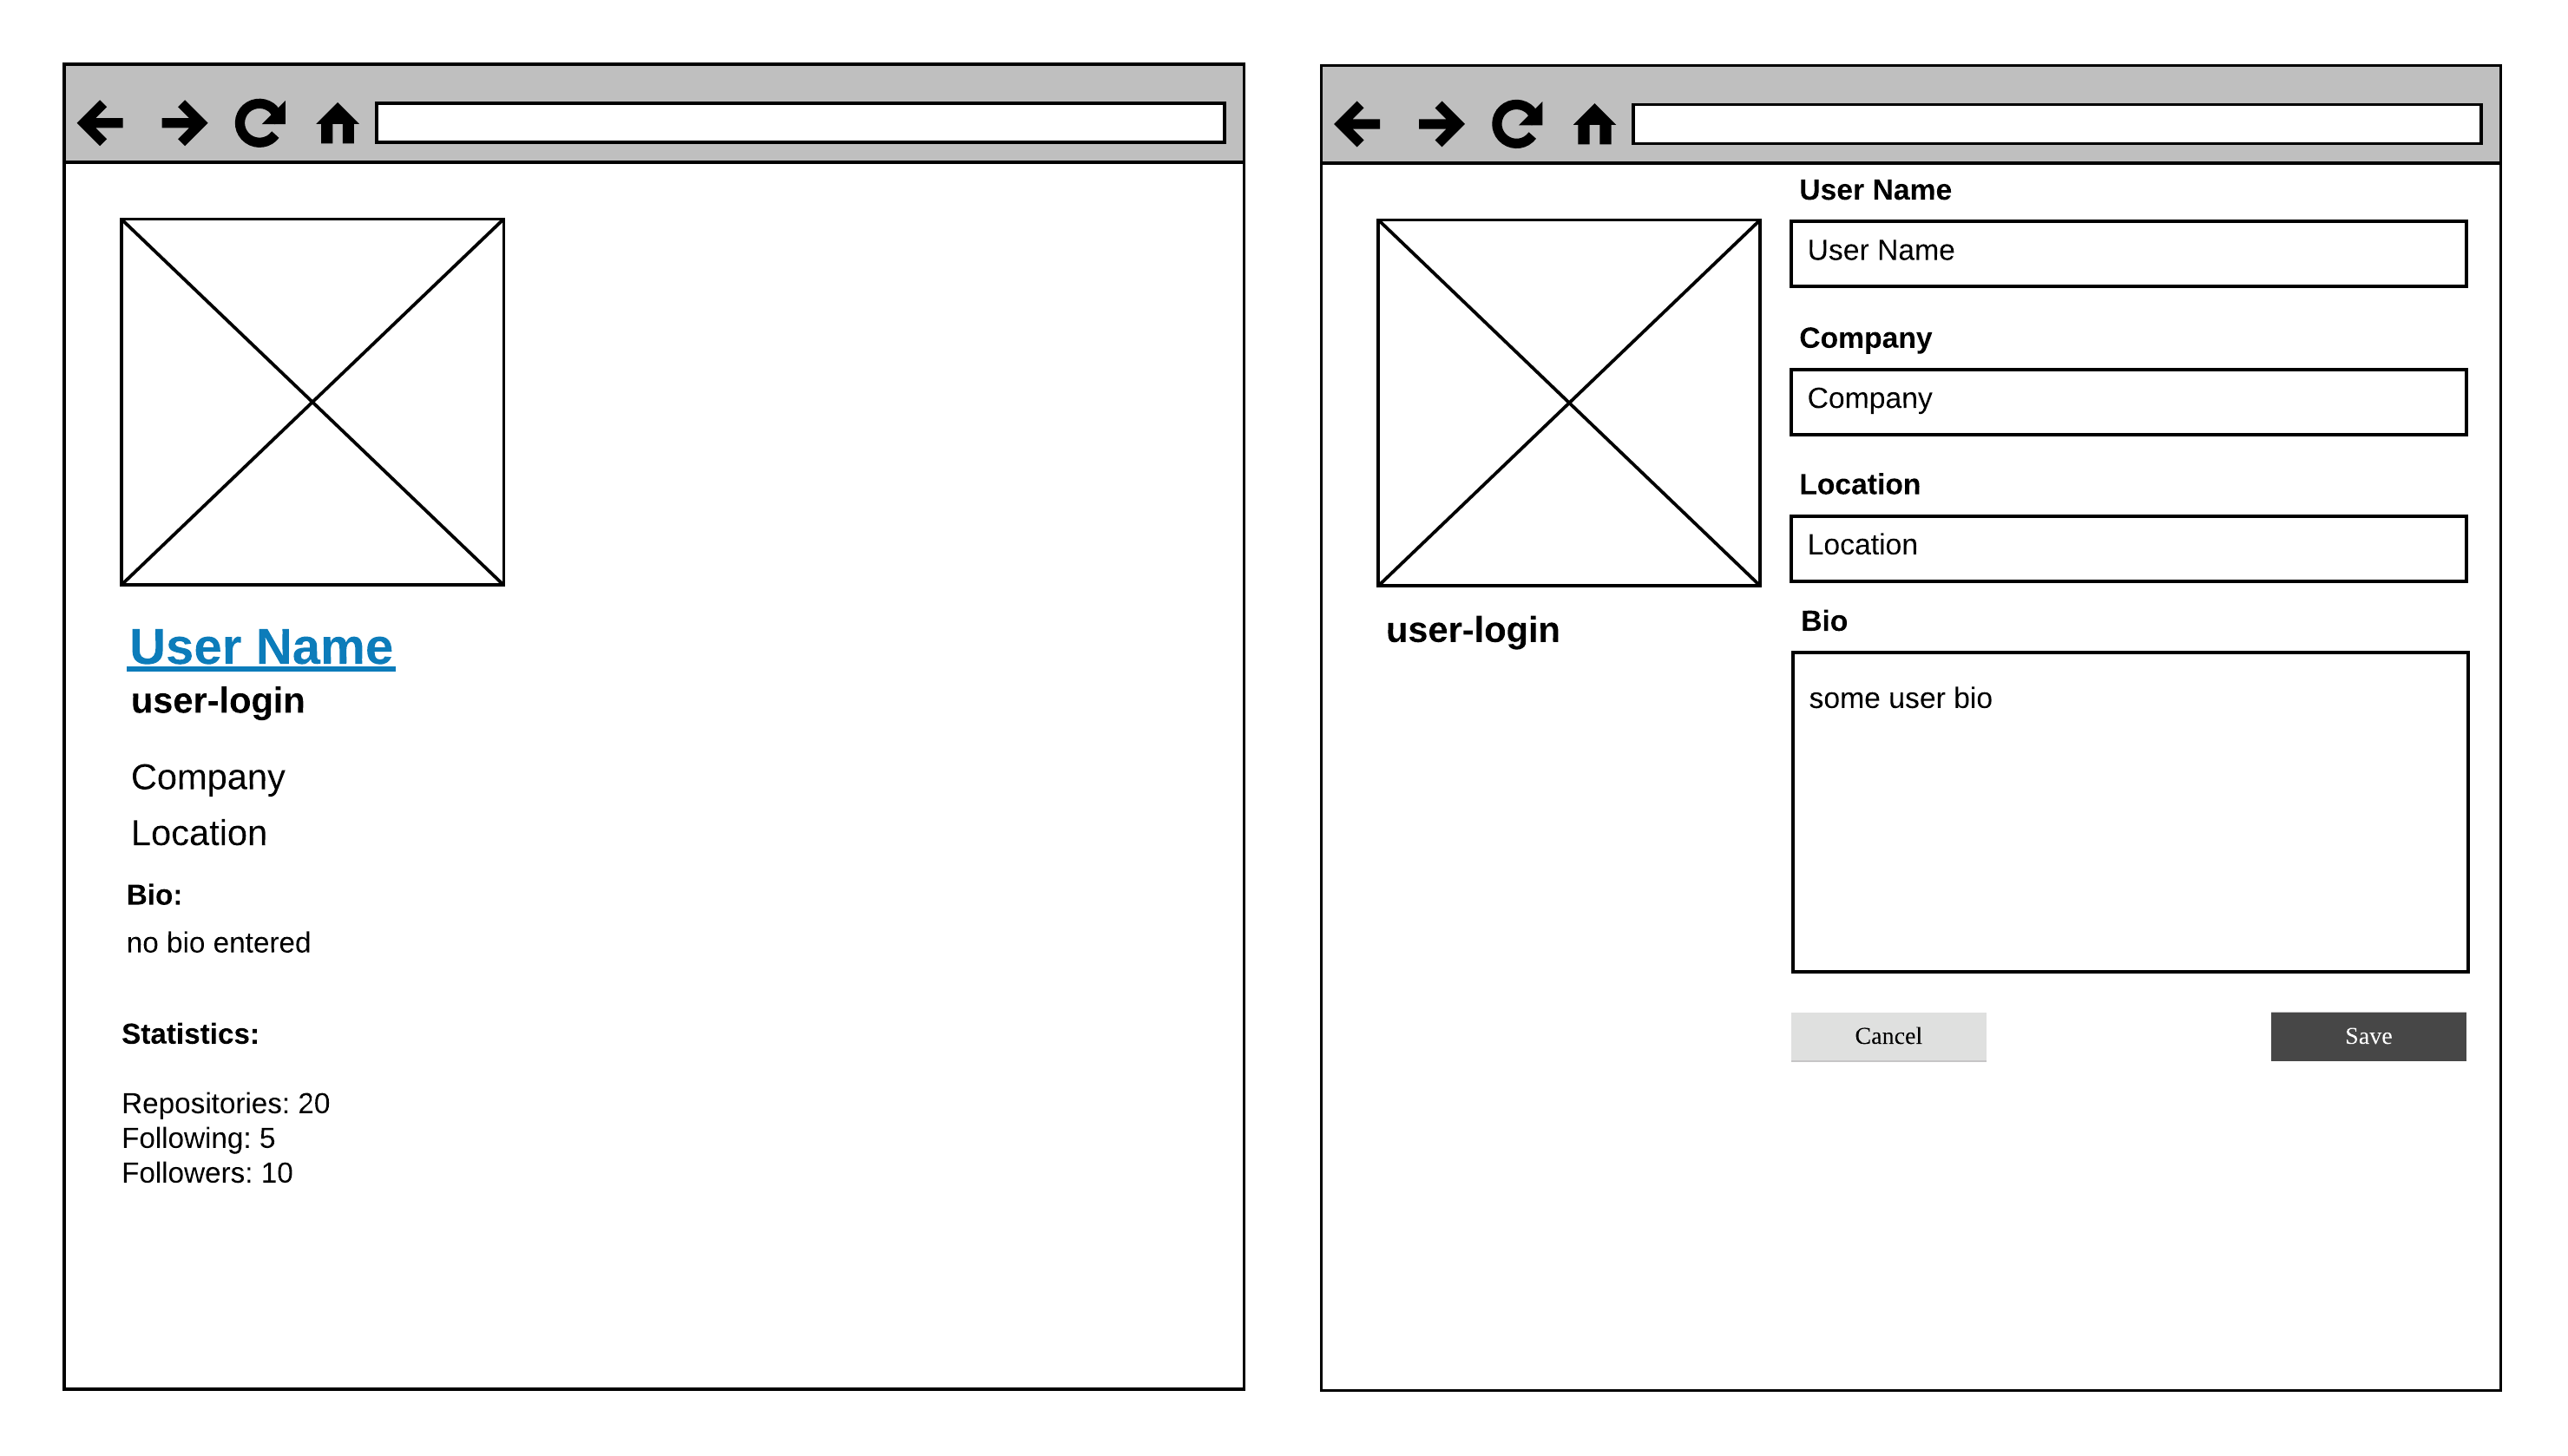 User Name
user-login
Company
Location
Bio:
no bio entered
Statistics:
Repositories: 20
Following: 5
Followers: 10
user-login
User Name
User Name
Company
Company
Location
Location
Bio
some user bio
Cancel
Save